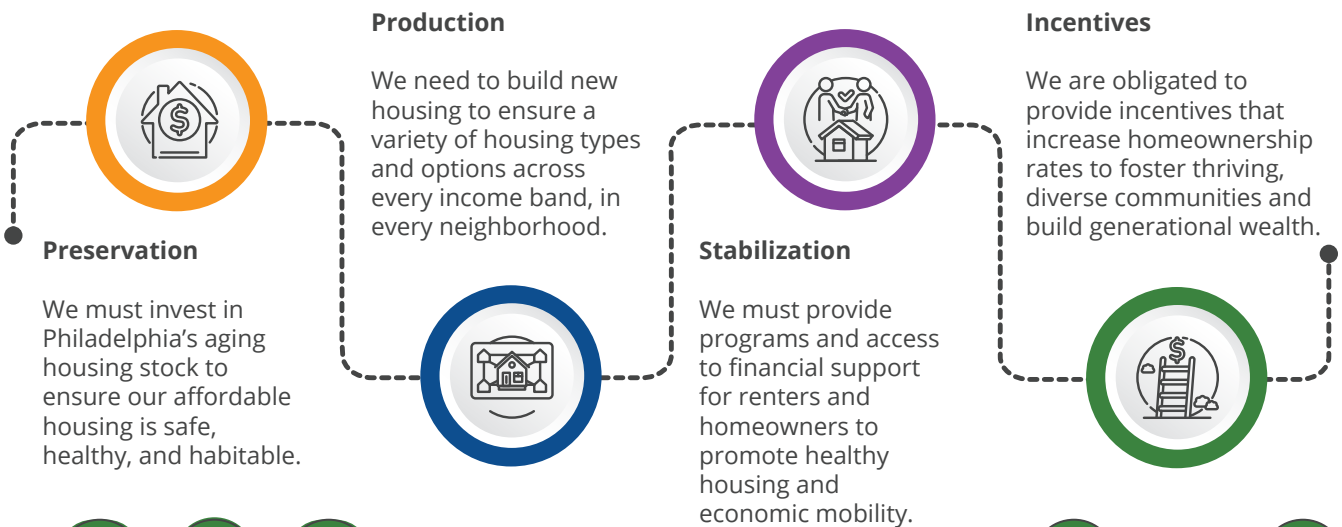 Preservation
We must invest in
Philadelphia’s aging
housing stock to
ensure our affordable
housing is safe,
healthy, and habitable.
Production
We need to build new
housing to ensure a
variety of housing types
and options across
every income band, in
every neighborhood.
Stabilization
We must provide
programs and access
to financial support
for renters and
homeowners to
promote healthy
housing and
economic mobility.
Incentives
We are obligated to
provide incentives that
increase homeownership
rates to foster thriving,
diverse communities and
build generational wealth.
$
$